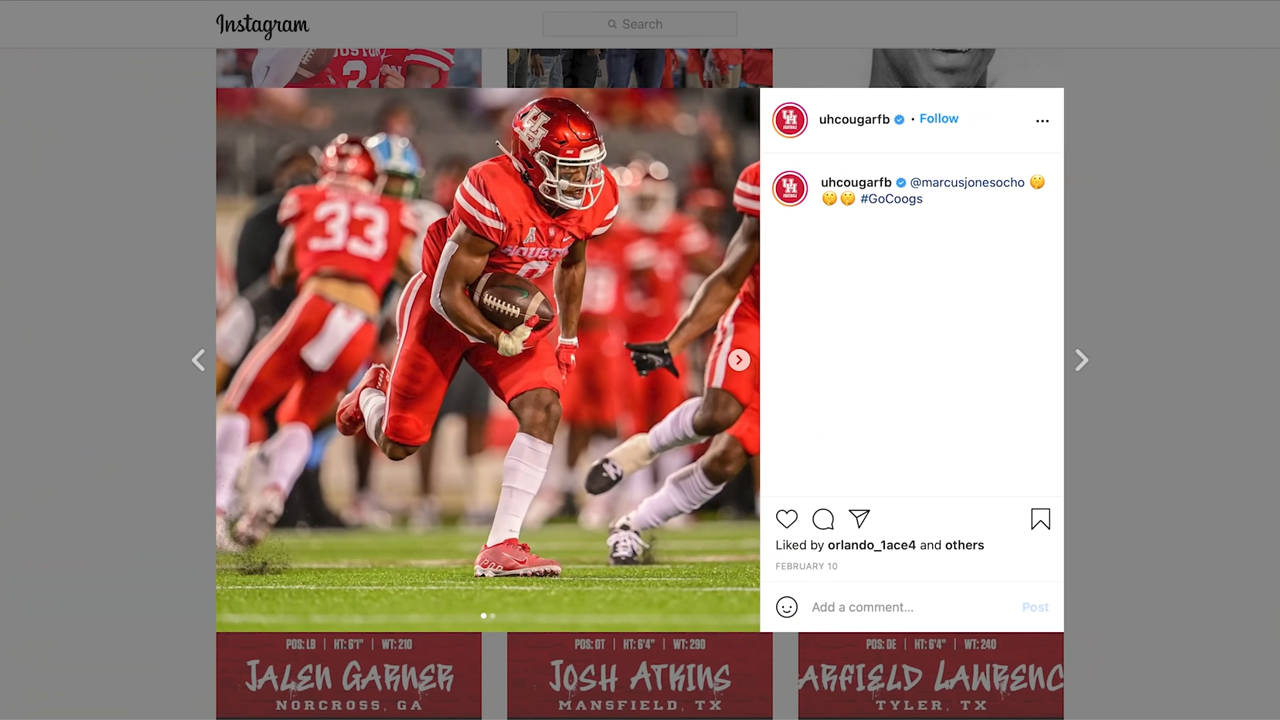 Instagram
Search
33
UH
HOUSTON
uhcougarfb • Follow
uhcougarfb @marcusjonesocho 🤫
🤫🤫 #GoCoogs
Liked by orlando_1ace4 and others
FEBRUARY 10
Add a comment... Post
POS: LB | HT: 6'1" | WT: 210
JALEN GARNER
NORCROSS, GA
POS: OT | HT: 6'4" | WT: 290
JOSH ATKINS
MANSFIELD, TX
POS: DE | HT: 6'4" | WT: 240
ARFIELD LAWRENC
TYLER, TX